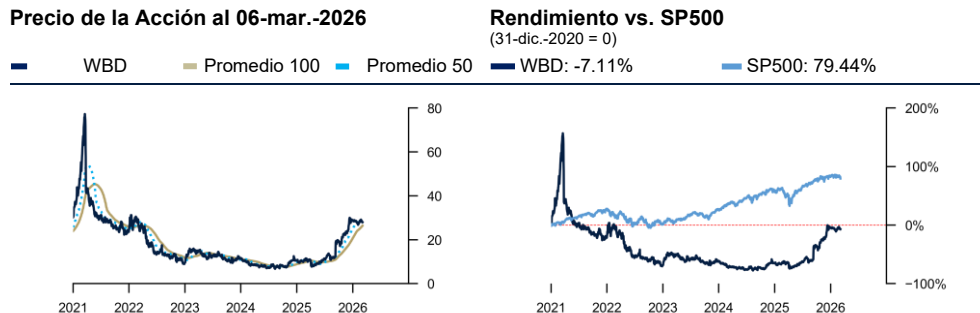 Precio de la Acción al 06-mar.-2026
WBD Promedio 100 Promedio 50
80
60
40
20
0
2021 2022 2023 2024 2025 2026
Rendimiento vs. SP500
(31-dic.-2020 = 0)
WBD: -7.11% SP500: 79.44%
200%
100%
0%
−100%
2021 2022 2023 2024 2025 2026